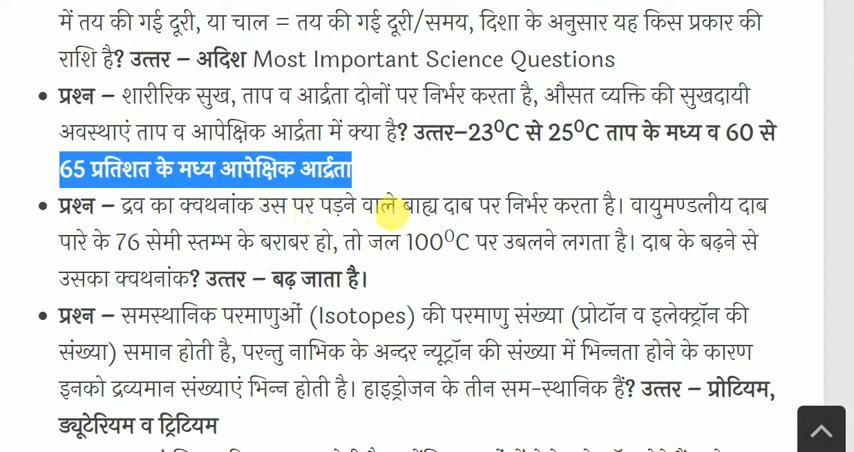 में तय की गई दूरी, या चाल = तय की गई दूरी/समय, दिशा के अनुसार यह किस प्रकार की
राशि है? उत्तर – अदिश Most Important Science Questions
प्रश्न – शारीरिक सुख, ताप व आर्द्रता दोनों पर निर्भर करता है, औसत व्यक्ति की सुखदायी
अवस्थाएं ताप व आपेक्षिक आर्द्रता में क्या है? उत्तर–23⁰C से 25⁰C ताप के मध्य व 60 से
65 प्रतिशत के मध्य आपेक्षिक आर्द्रता
प्रश्न – द्रव का क्वथनांक उस पर पड़ने वाले बाह्य दाब पर निर्भर करता है। वायुमण्डलीय दाब
पारे के 76 सेमी स्तम्भ के बराबर हो, तो जल 100⁰C पर उबलने लगता है। दाब के बढ़ने से
उसका क्वथनांक? उत्तर – बढ़ जाता है।
प्रश्न – समस्थानिक परमाणुओं (Isotopes) की परमाणु संख्या (प्रोटॉन व इलेक्ट्रॉन की
संख्या) समान होती है, परन्तु नाभिक के अन्दर न्यूट्रॉन की संख्या में भिन्नता होने के कारण
इनको द्रव्यमान संख्याएं भिन्न होती है। हाइड्रोजन के तीन सम-स्थानिक हैं? उत्तर – प्रोटियम,
ड्यूटेरियम व ट्रिटियम